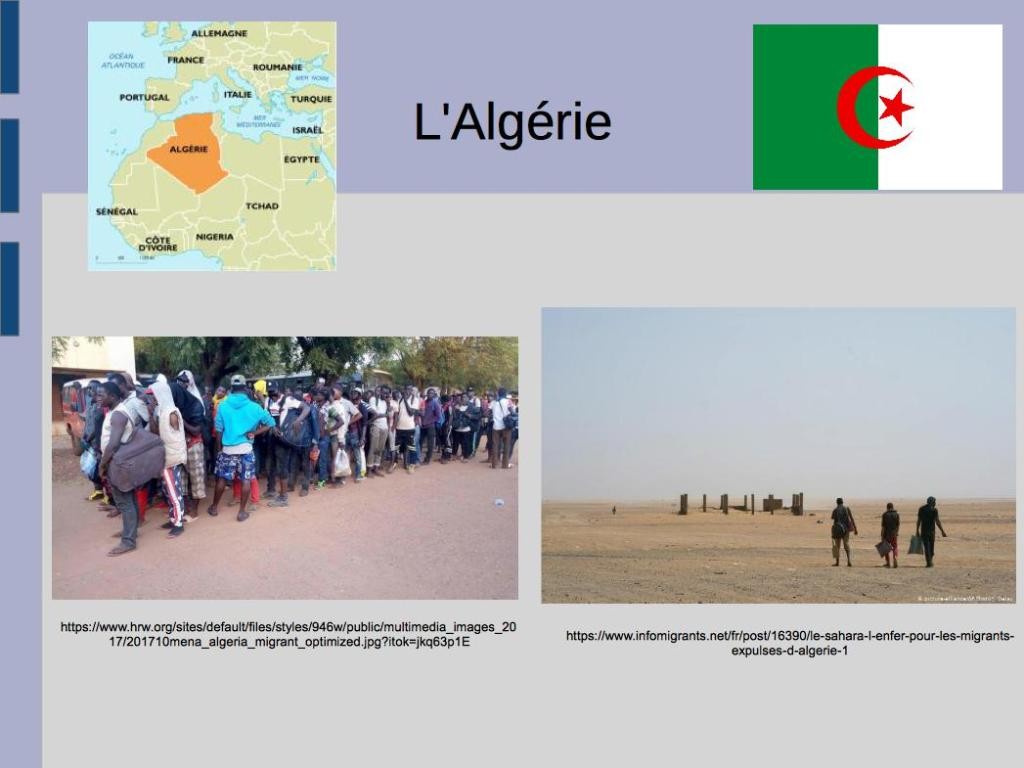 ALLEMAGNE
OCÉAN
ATLANTIQUE
FRANCE
ROUMANIE
MER NOIRE
PORTUGAL
ITALIE
TURQUIE
MER
MÉDITERRANÉE
ISRAËL
ALGÉRIE
ÉGYPTE
SÉNÉGAL
TCHAD
CÔTE
D'IVOIRE
NIGERIA
L'Algérie
https://www.hrw.org/sites/default/files/styles/946w/public/multimedia_images_20
17/201710mena_algeria_migrant_optimized.jpg?itok=jkq63p1E
https://www.infomigrants.net/fr/post/16390/le-sahara-l-enfer-pour-les-migrants-
expulses-d-algerie-1